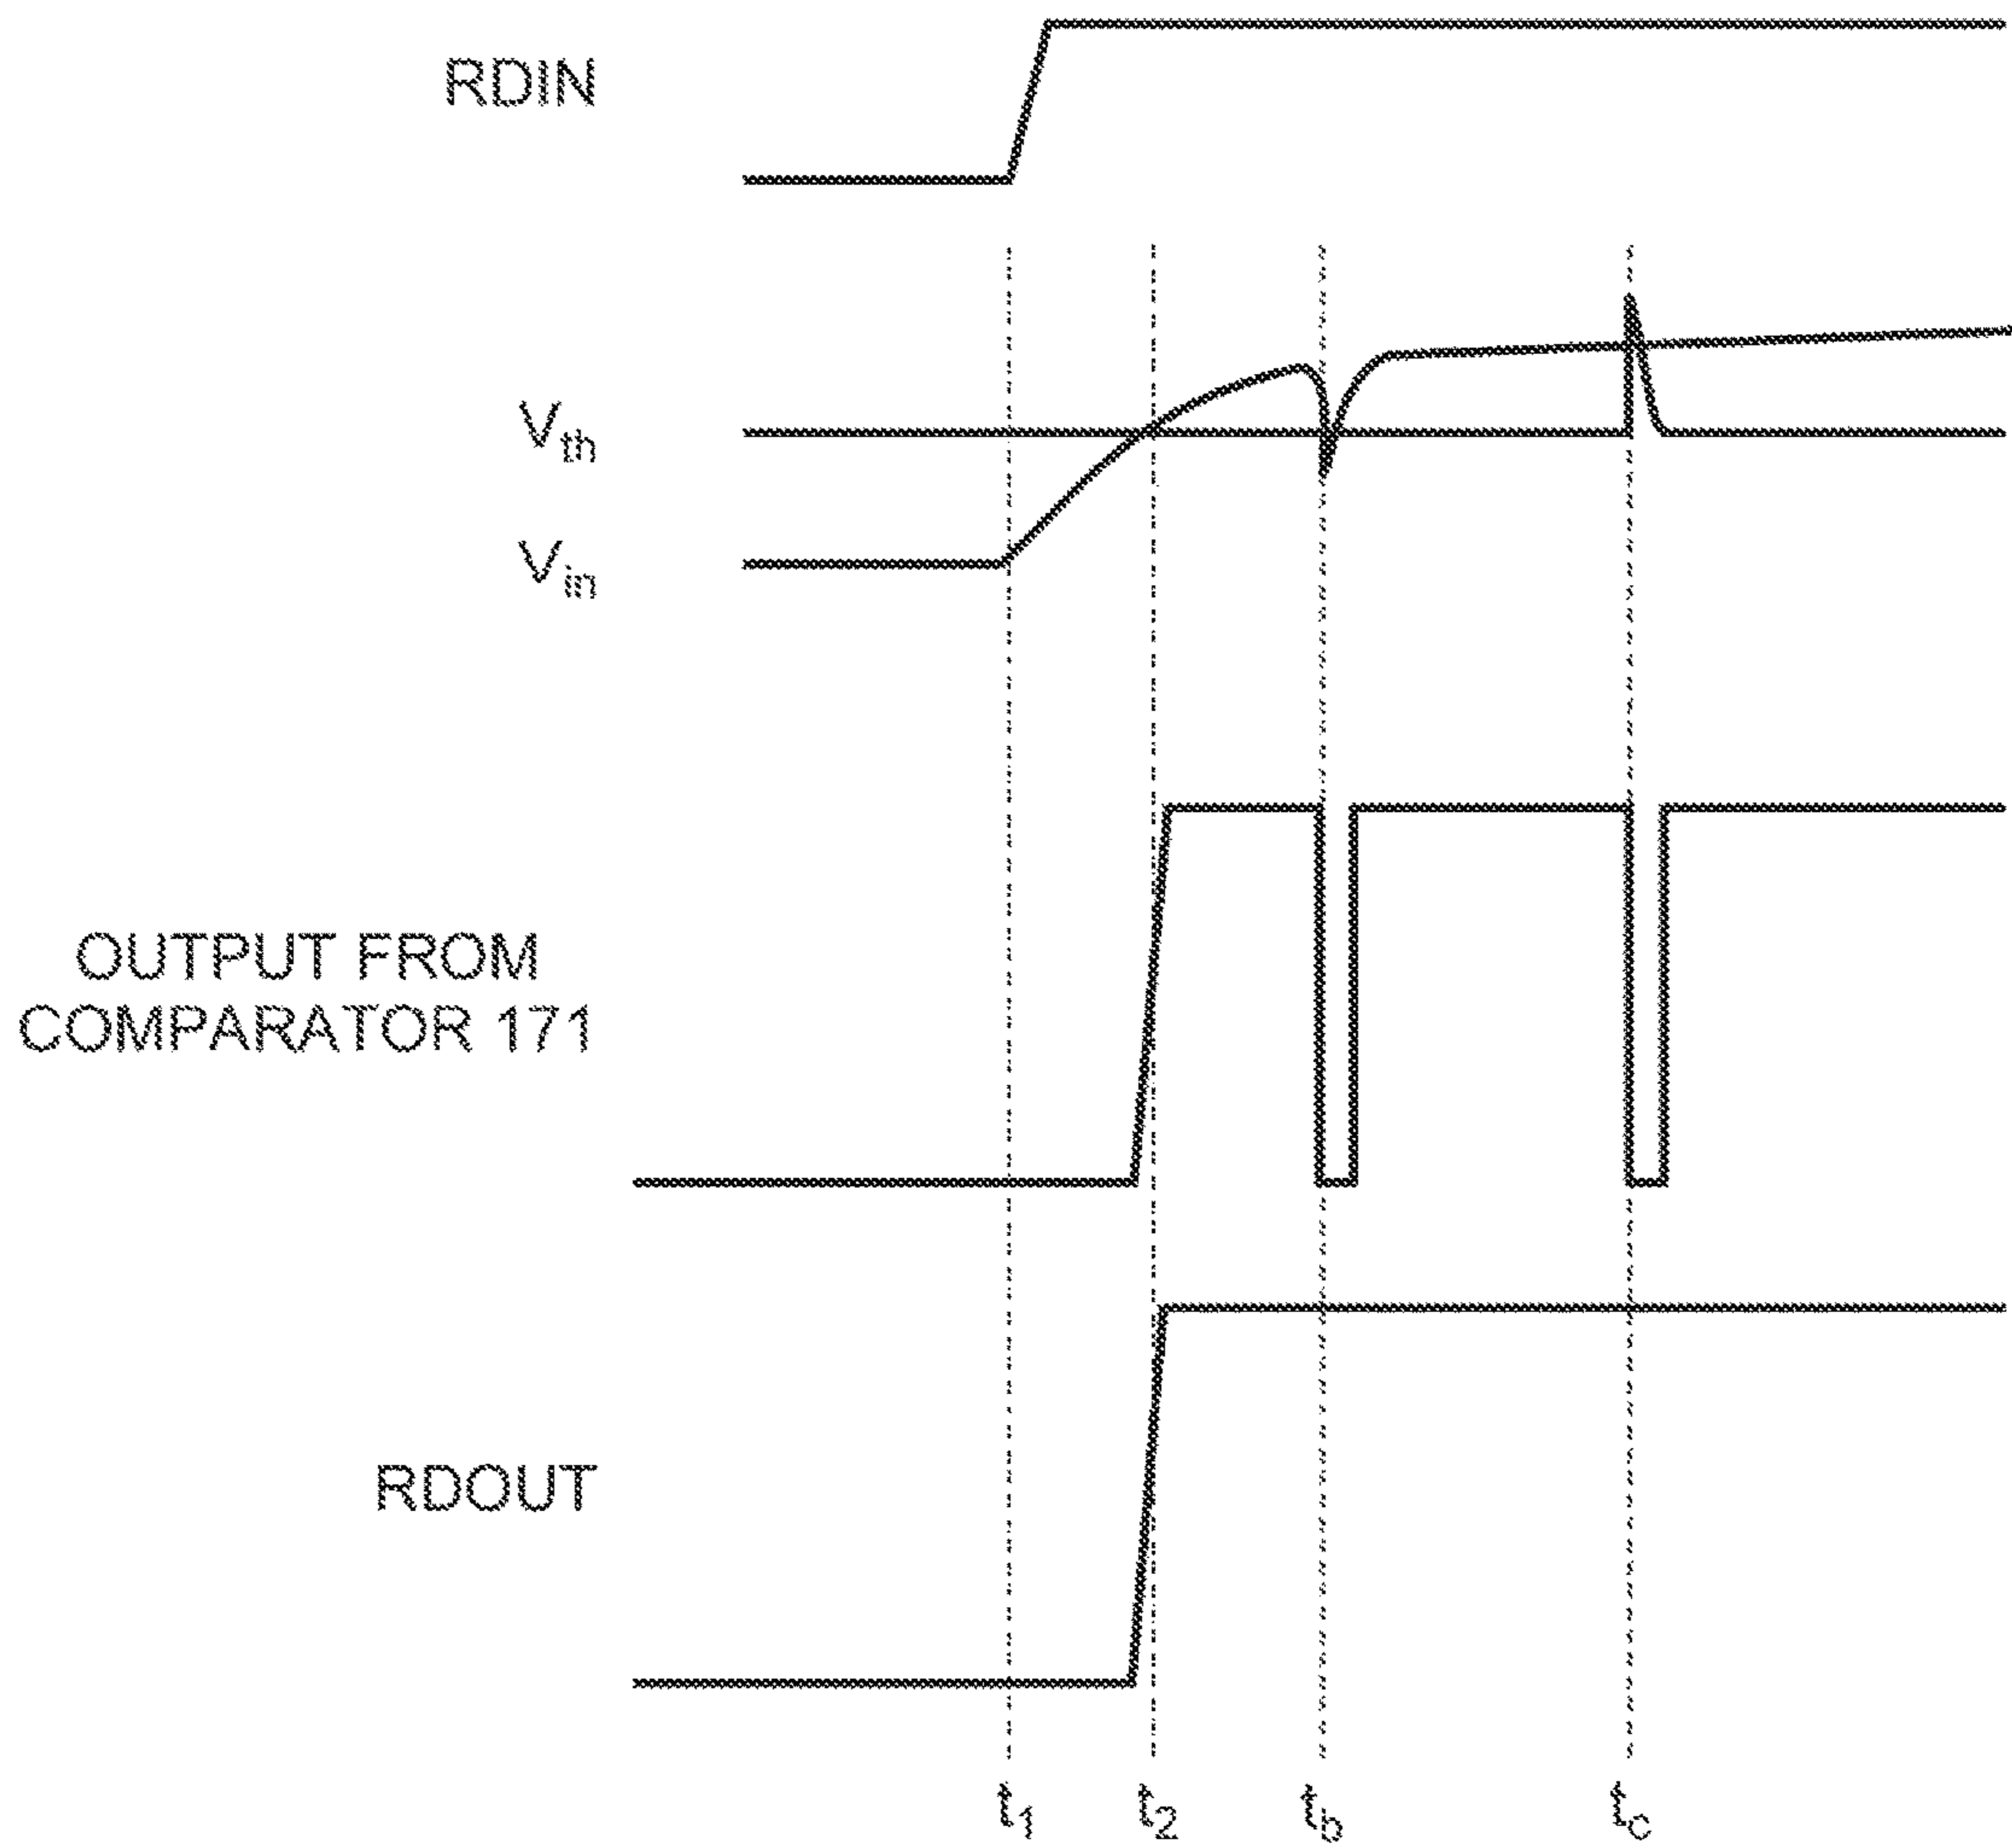 RDIN
Vth
Vin
OUTPUT FROM
COMPARATOR 171
RDOUT
t1 t2 tb tc